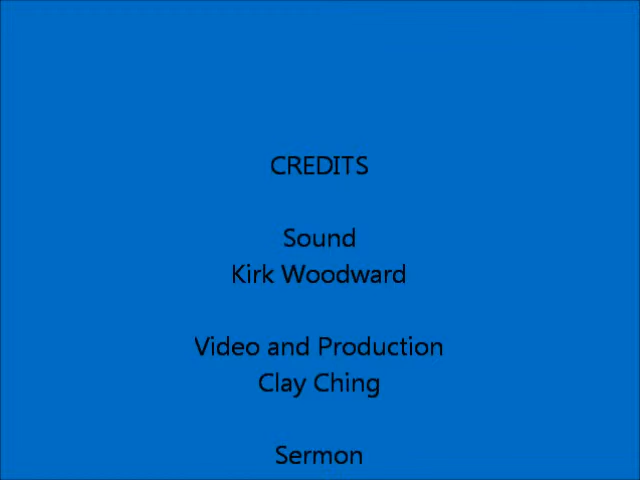 CREDITS
Sound
Kirk Woodward
Video and Production
Clay Ching
Sermon